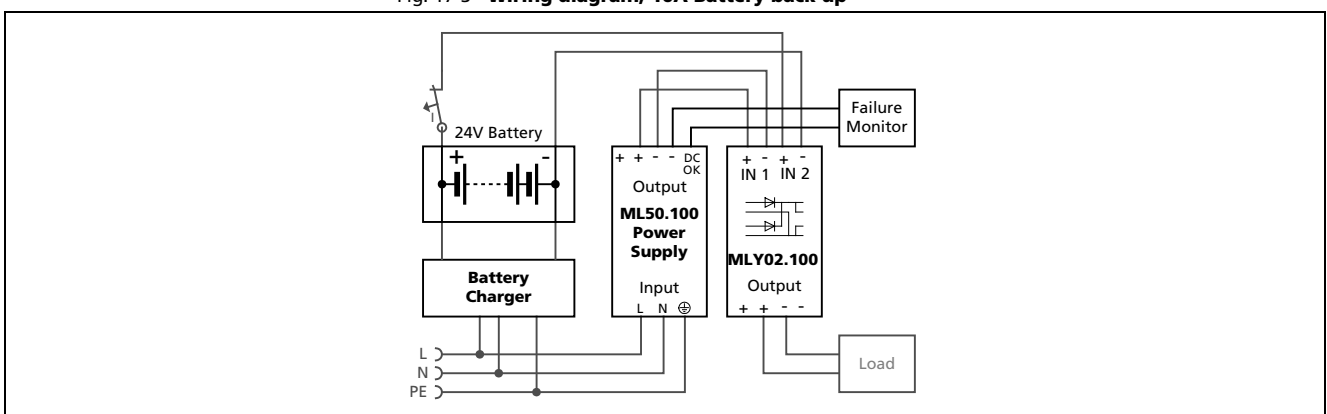 Fig. 17-3 Wiring diagram, 10A Battery back up
24V Battery
+ -
Battery
Charger
+ + - - DC
OK
Output
ML50.100
Power
Supply
Input
L N
+ - + -
IN 1 IN 2
MLY02.100
Output
+ + - -
Failure
Monitor
Load
L
N
PE